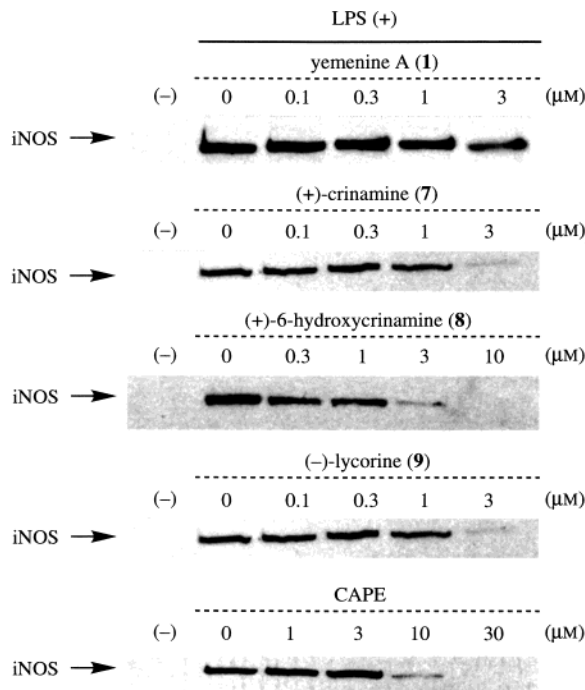 LPS (+)
yemenine A (1)
(–) 0 0.1 0.3 1 3 (μM)
iNOS
(+)-crinamine (7)
(–) 0 0.1 0.3 1 3 (μM)
iNOS
(+)-6-hydroxycrinamine (8)
(–) 0 0.3 1 3 10 (μM)
iNOS
(–)-lycorine (9)
(–) 0 0.1 0.3 1 3 (μM)
iNOS
CAPE
(–) 0 1 3 10 30 (μM)
iNOS